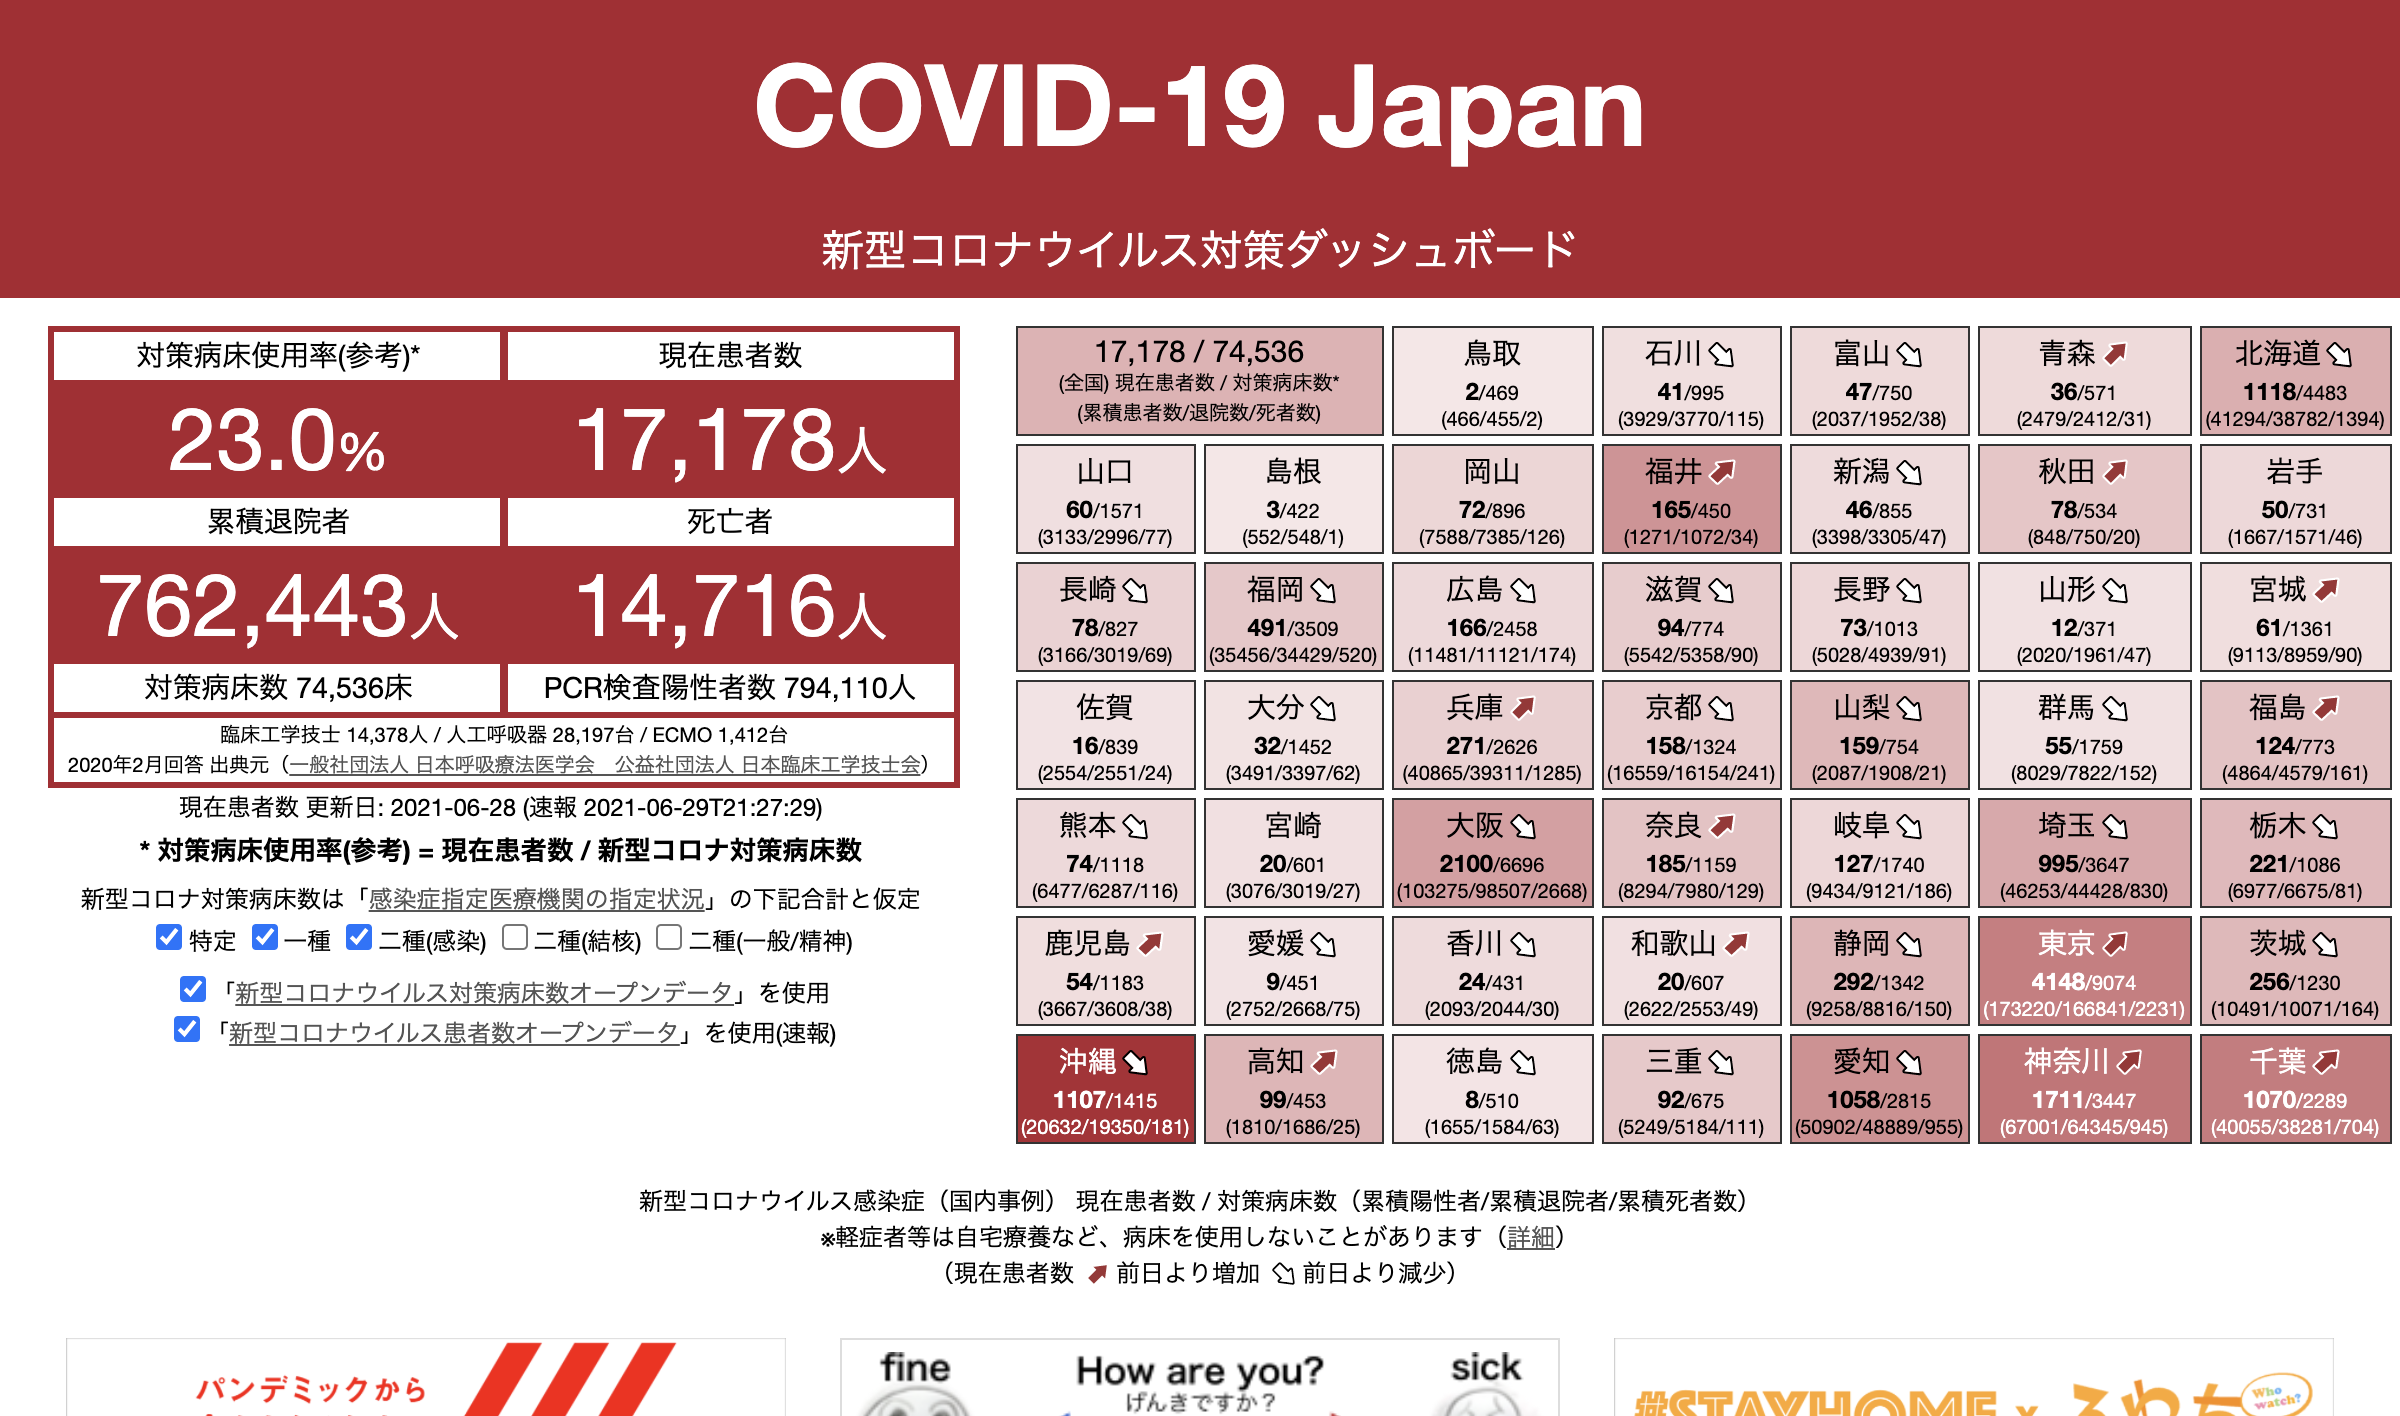 COVID-19 Japan
新型コロナウイルス対策ダッシュボード
対策病床使用率(参考)*
現在患者数
23.0%
17,178人
累積退院者
死亡者
762,443人
14,716人
対策病床数 74,536床
PCR検査陽性者数 794,110人
臨床工学技士 14,378人 / 人工呼吸器 28,197台 / ECMO 1,412台
2020年2月回答 出典元（一般社団法人 日本呼吸療法医学会　公益社団法人 日本臨床工学技士会）
現在患者数 更新日: 2021-06-28 (速報 2021-06-29T21:27:29)
* 対策病床使用率(参考) = 現在患者数 / 新型コロナ対策病床数
新型コロナ対策病床数は「感染症指定医療機関の指定状況」の下記合計と仮定
特定 一種 二種(感染) 二種(結核) 二種(一般/精神)
「新型コロナウイルス対策病床数オープンデータ」を使用
「新型コロナウイルス患者数オープンデータ」を使用(速報)
17,178 / 74,536
(全国) 現在患者数 / 対策病床数*
(累積患者数/退院数/死者数)
鳥取
2/469
(466/455/2)
石川
41/995
(3929/3770/115)
富山
47/750
(2037/1952/38)
青森
36/571
(2479/2412/31)
北海道
1118/4483
(41294/38782/1394)
山口
60/1571
(3133/2996/77)
島根
3/422
(552/548/1)
岡山
72/896
(7588/7385/126)
福井
165/450
(1271/1072/34)
新潟
46/855
(3398/3305/47)
秋田
78/534
(848/750/20)
岩手
50/731
(1667/1571/46)
長崎
78/827
(3166/3019/69)
福岡
491/3509
(35456/34429/520)
広島
166/2458
(11481/11121/174)
滋賀
94/774
(5542/5358/90)
長野
73/1013
(5028/4939/91)
山形
12/371
(2020/1961/47)
宮城
61/1361
(9113/8959/90)
佐賀
16/839
(2554/2551/24)
大分
32/1452
(3491/3397/62)
兵庫
271/2626
(40865/39311/1285)
京都
158/1324
(16559/16154/241)
山梨
159/754
(2087/1908/21)
群馬
55/1759
(8029/7822/152)
福島
124/773
(4864/4579/161)
熊本
74/1118
(6477/6287/116)
宮崎
20/601
(3076/3019/27)
大阪
2100/6696
(103275/98507/2668)
奈良
185/1159
(8294/7980/129)
岐阜
127/1740
(9434/9121/186)
埼玉
995/3647
(46253/44428/830)
栃木
221/1086
(6977/6675/81)
鹿児島
54/1183
(3667/3608/38)
愛媛
9/451
(2752/2668/75)
香川
24/431
(2093/2044/30)
和歌山
20/607
(2622/2553/49)
静岡
292/1342
(9258/8816/150)
東京
4148/9074
(173220/166841/2231)
茨城
256/1230
(10491/10071/164)
沖縄
1107/1415
(20632/19350/181)
高知
99/453
(1810/1686/25)
徳島
8/510
(1655/1584/63)
三重
92/675
(5249/5184/111)
愛知
1058/2815
(50902/48889/955)
神奈川
1711/3447
(67001/64345/945)
千葉
1070/2289
(40055/38281/704)
新型コロナウイルス感染症（国内事例） 現在患者数 / 対策病床数（累積陽性者/累積退院者/累積死者数）
※軽症者等は自宅療養など、病床を使用しないことがあります（詳細）
（現在患者数 前日より増加 前日より減少）
パンデミックから
fine
How are you?
げんきですか？
sick
#STAYHOME x ふわっち
Who watch?